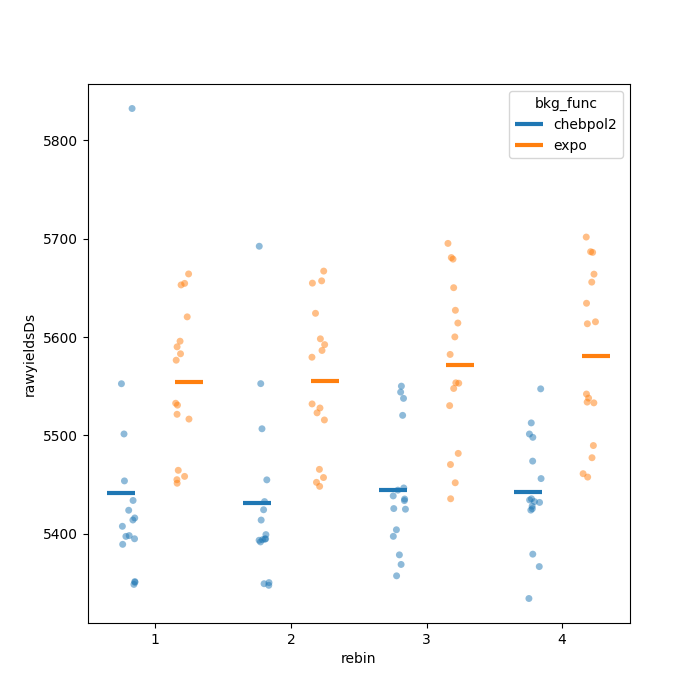 bkg_func
chebpol2
expo
rawyieldsDs
5800
5700
5600
5500
5400
1 2 3 4
rebin